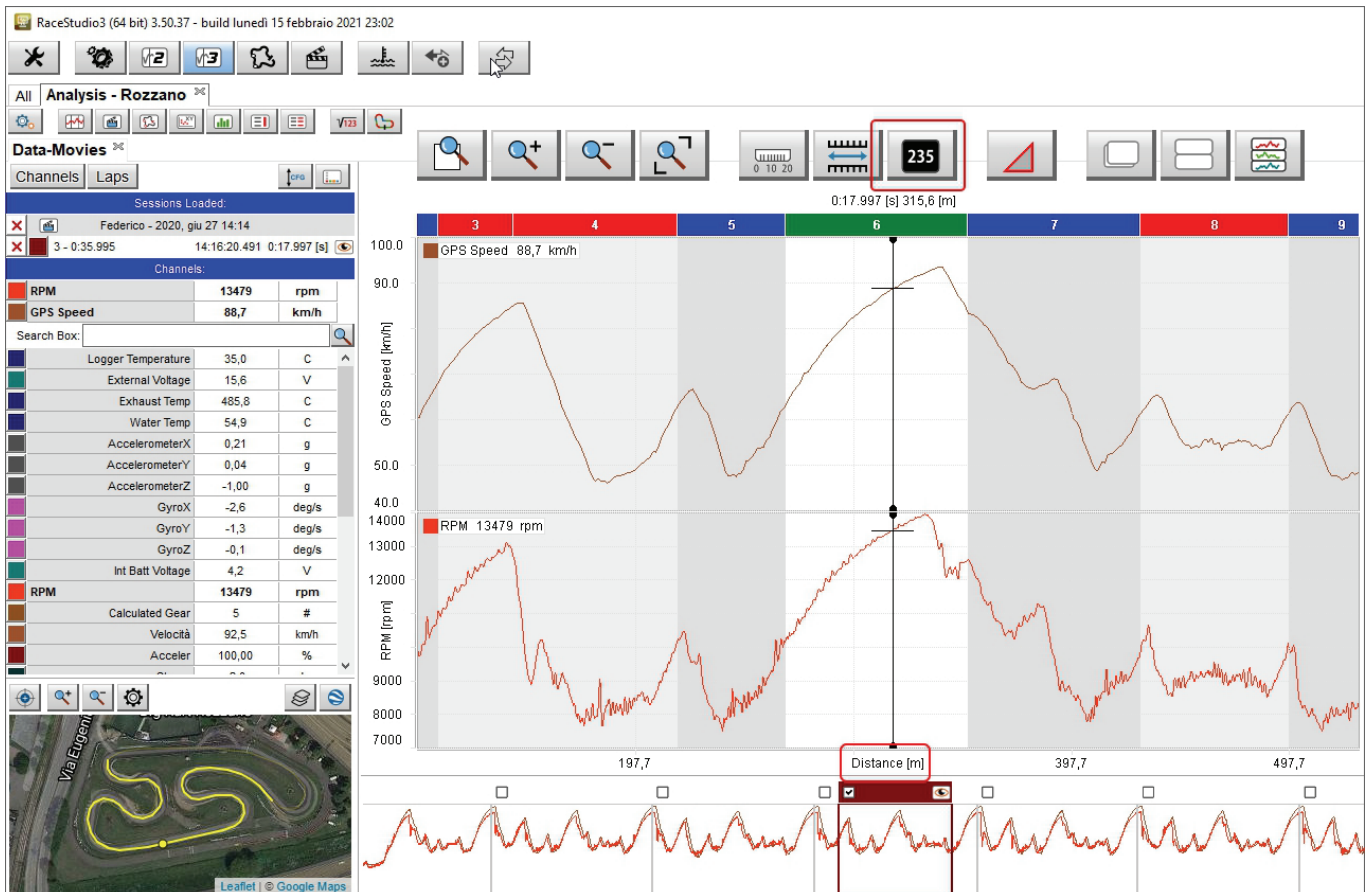 RaceStudio3 (64 bit) 3.50.37 - build lunedì 15 febbraio 2021 23:02
All Analysis - Rozzano
Data-Movies
Channels Laps CFG
Sessions Loaded:
Federico - 2020, giu 27 14:14
3 - 0:35.995 14:16:20.491 0:17.997 [s]
Channels:
RPM 13479 rpm
GPS Speed 88,7 km/h
Search Box:
Logger Temperature 35,0 C
External Voltage 15,6 V
Exhaust Temp 485,8 C
Water Temp 54,9 C
AccelerometerX 0,21 g
AccelerometerY 0,04 g
AccelerometerZ -1,00 g
GyroX -2,6 deg/s
GyroY -1,3 deg/s
GyroZ -0,1 deg/s
Int Batt Voltage 4,2 V
RPM 13479 rpm
Calculated Gear 5 #
Velocità 92,5 km/h
Acceler 100,00 %
Via Eugeni
Leaflet | © Google Maps
0 10 20
235
0:17.997 [s] 315,6 [m]
3 4 5 6 7 8 9
GPS Speed 88,7 km/h
100.0
90.0
50.0
40.0
GPS Speed [km/h]
RPM 13479 rpm
14000
13000
12000
9000
8000
7000
RPM [rpm]
197,7 Distance [m] 397,7 497,7